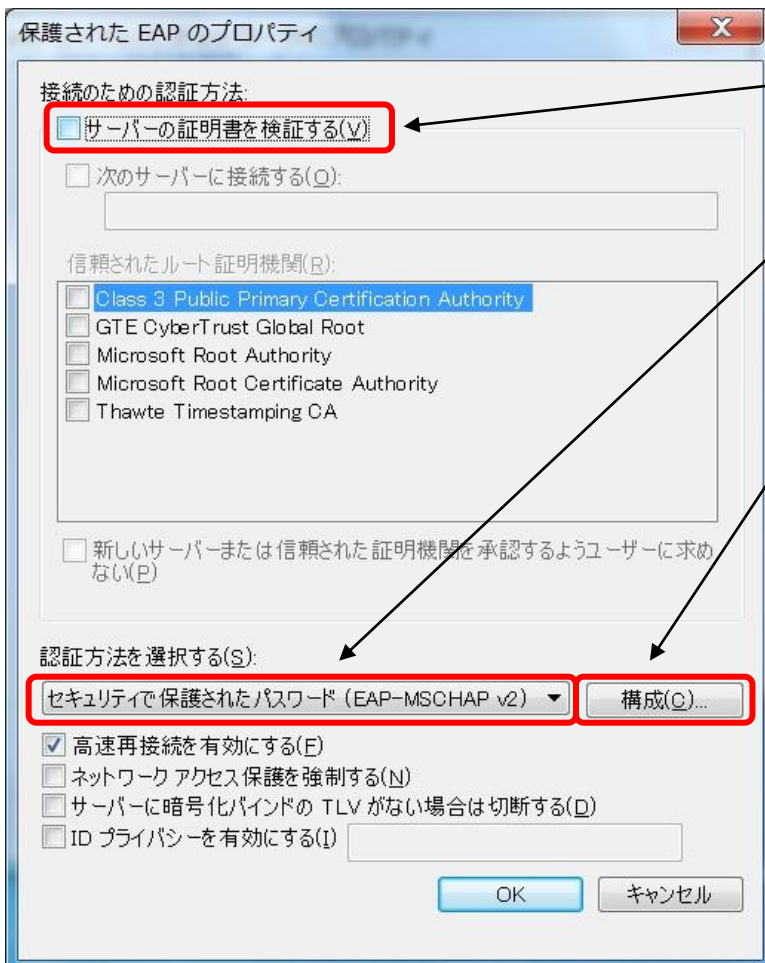 保護された EAP のプロパティ
接続のための認証方法:
サーバーの証明書を検証する(V)
次のサーバーに接続する(O):
信頼されたルート証明機関(R):
Class 3 Public Primary Certification Authority
GTE CyberTrust Global Root
Microsoft Root Authority
Microsoft Root Certificate Authority
Thawte Timestamping CA
新しいサーバーまたは信頼された証明機関を承認するようユーザーに求め
ない(P)
認証方法を選択する(S):
セキュリティで保護されたパスワード (EAP-MSCHAP v2) 構成(C)...
高速再接続を有効にする(F)
ネットワーク アクセス保護を強制する(N)
サーバーに暗号化バインドの TLV がない場合は切断する(D)
ID プライバシーを有効にする(I)
OK キャンセル